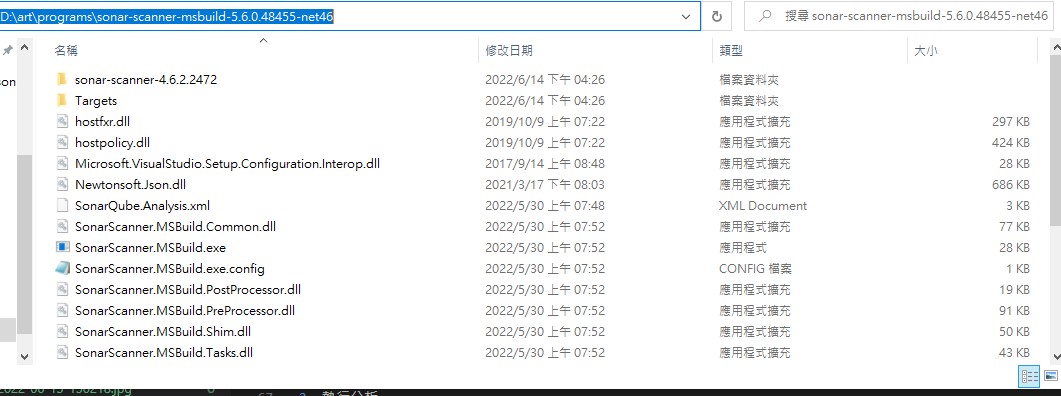 D:\art\programs\sonar-scanner-msbuild-5.6.0.48455-net46 搜尋 sonar-scanner-msbuild-5.6.0.48455-net46
名稱 修改日期 類型 大小
son
sonar-scanner-4.6.2.2472 2022/6/14 下午 04:26 檔案資料夾
Targets 2022/6/14 下午 04:26 檔案資料夾
hostfxr.dll 2019/10/9 上午 07:22 應用程式擴充 297 KB
hostpolicy.dll 2019/10/9 上午 07:22 應用程式擴充 424 KB
Microsoft.VisualStudio.Setup.Configuration.Interop.dll 2017/9/14 上午 08:48 應用程式擴充 28 KB
Newtonsoft.Json.dll 2021/3/17 下午 08:03 應用程式擴充 686 KB
SonarQube.Analysis.xml 2022/5/30 上午 07:48 XML Document 3 KB
SonarScanner.MSBuild.Common.dll 2022/5/30 上午 07:52 應用程式擴充 77 KB
SonarScanner.MSBuild.exe 2022/5/30 上午 07:52 應用程式 28 KB
SonarScanner.MSBuild.exe.config 2022/5/30 上午 07:52 CONFIG 檔案 1 KB
SonarScanner.MSBuild.PostProcessor.dll 2022/5/30 上午 07:52 應用程式擴充 19 KB
SonarScanner.MSBuild.PreProcessor.dll 2022/5/30 上午 07:52 應用程式擴充 91 KB
SonarScanner.MSBuild.Shim.dll 2022/5/30 上午 07:52 應用程式擴充 50 KB
SonarScanner.MSBuild.Tasks.dll 2022/5/30 上午 07:52 應用程式擴充 43 KB